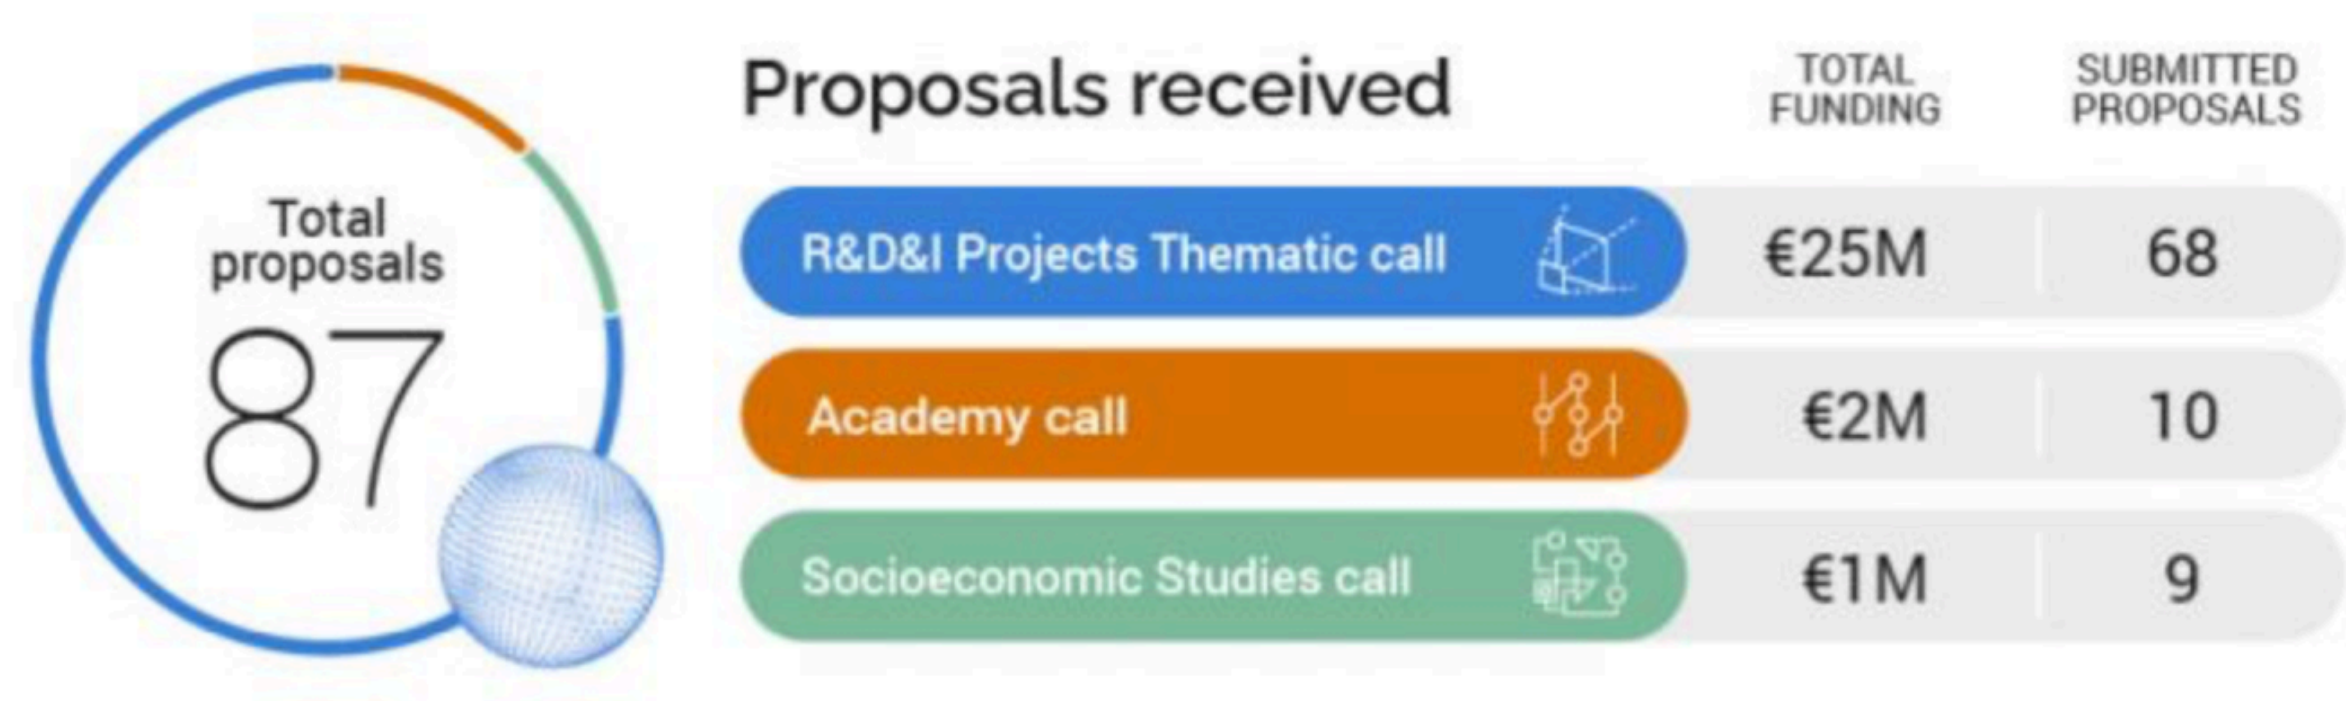 Total
proposals
87
Proposals received
TOTAL
FUNDING
SUBMITTED
PROPOSALS
R&D&I Projects Thematic call
€25M
68
Academy call
€2M
10
Socioeconomic Studies call
€1M
9